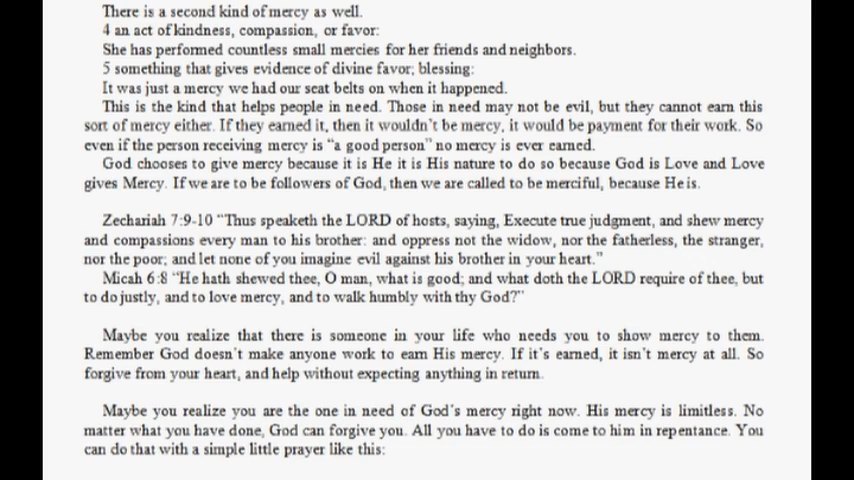 There is a second kind of mercy as well.
4 an act of kindness, compassion, or favor:
She has performed countless small mercies for her friends and neighbors.
5 something that gives evidence of divine favor; blessing:
It was just a mercy we had our seat belts on when it happened.
This is the kind that helps people in need. Those in need may not be evil, but they cannot earn this
sort of mercy either. If they earned it, then it wouldn't be mercy, it would be payment for their work. So
even if the person receiving mercy is "a good person" no mercy is ever earned.
God chooses to give mercy because it is He it is His nature to do so because God is Love and Love
gives Mercy. If we are to be followers of God, then we are called to be merciful, because He is.
Zechariah 7:9-10 "Thus speaketh the LORD of hosts, saying, Execute true judgment, and shew mercy
and compassions every man to his brother: and oppress not the widow, nor the fatherless, the stranger,
nor the poor; and let none of you imagine evil against his brother in your heart."
Micah 6:8 "He hath shewed thee, O man, what is good; and what doth the LORD require of thee, but
to do justly, and to love mercy, and to walk humbly with thy God?"
Maybe you realize that there is someone in your life who needs you to show mercy to them.
Remember God doesn't make anyone work to earn His mercy. If it's earned, it isn't mercy at all. So
forgive from your heart, and help without expecting anything in return.
Maybe you realize you are the one in need of God's mercy right now. His mercy is limitless. No
matter what you have done, God can forgive you. All you have to do is come to him in repentance. You
can do that with a simple little prayer like this: